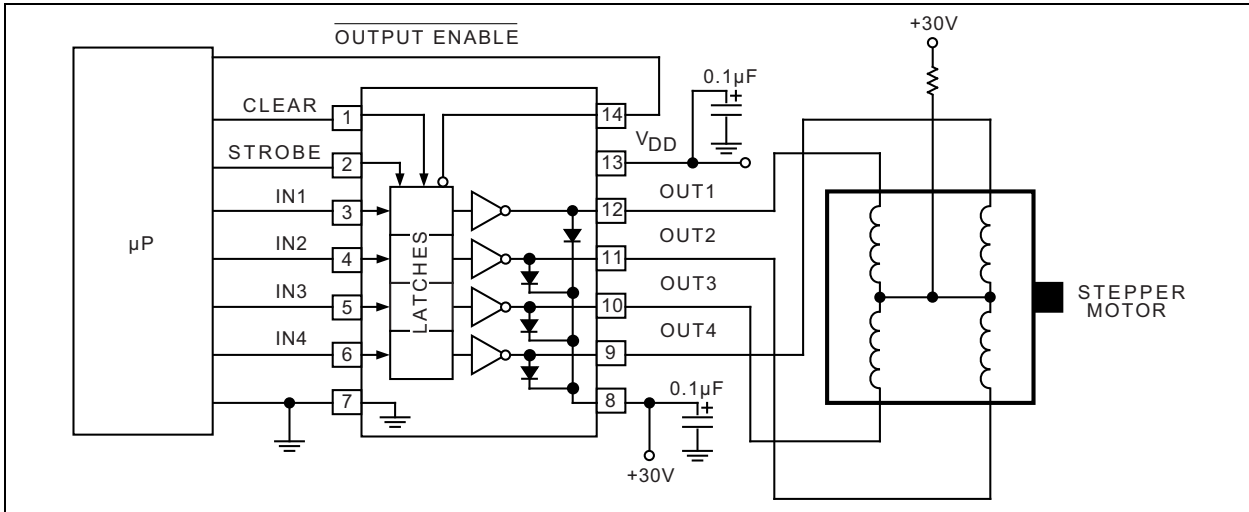 OUTPUT ENABLE
+30V
0.1µF
+
CLEAR
1
14
VDD
STROBE
2
13
IN1
3
12
OUT1
µP
IN2
4
LATCHES
11
OUT2
IN3
5
10
OUT3
STEPPER
MOTOR
IN4
6
9
OUT4
0.1µF
+
7
8
+30V